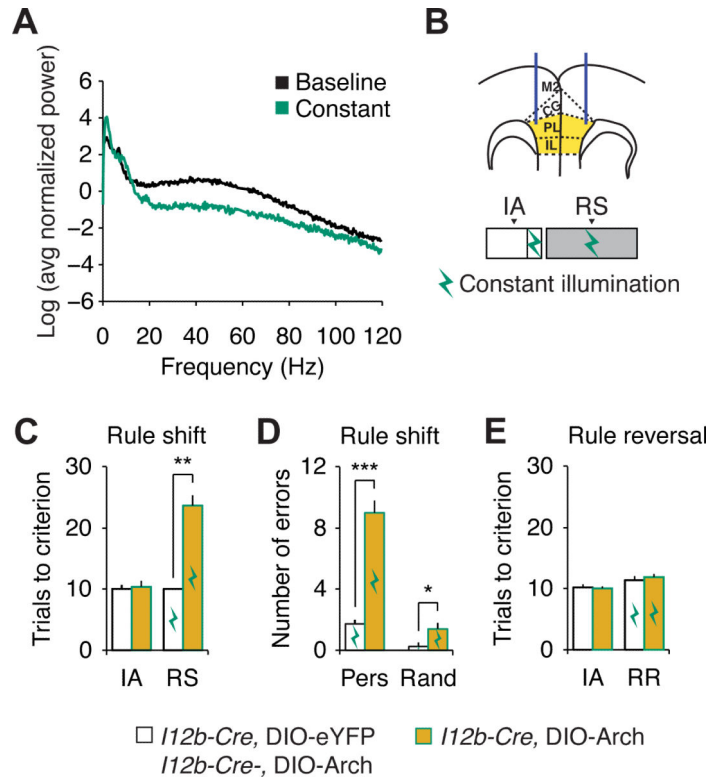 A
B
6
4
2
0
−2
−4
−6
Log (avg normalized power)
Baseline
Constant
0 20 40 60 80 100 120
Frequency (Hz)
M2
CG
PL
IL
IA RS
Constant illumination
C
Rule shift
30
20
10
0
Trials to criterion
**
IA RS
D
Rule shift
12
8
4
0
Number of errors
***
*
Pers Rand
E
Rule reversal
30
20
10
0
Trials to criterion
IA RR
I12b-Cre, DIO-eYFP
I12b-Cre-, DIO-Arch
I12b-Cre, DIO-Arch